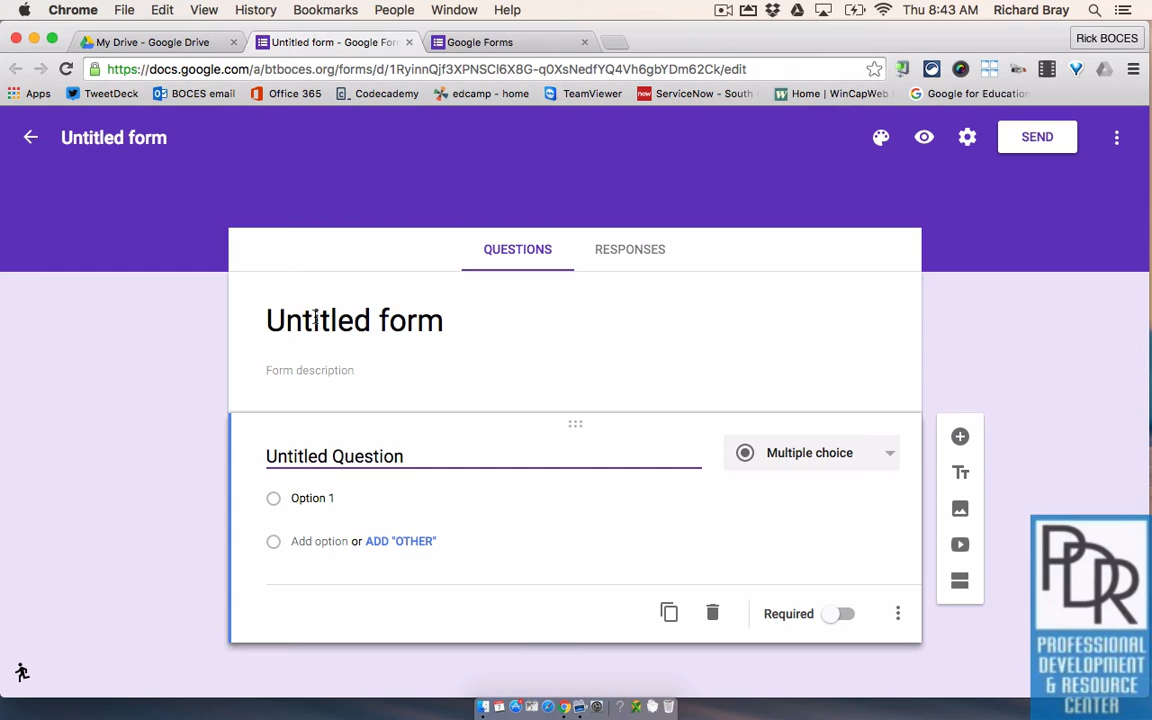 Chrome File Edit View History Bookmarks People Window Help Thu 8:43 AM Richard Bray
My Drive - Google Drive Untitled form - Google For Google Forms Rick BOCES
https://docs.google.com/a/btboces.org/forms/d/1RyinnQjf3XPNSCl6X8G-q0XsNedfYQ4Vh6gbYDm62Ck/edit
Apps TweetDeck BOCES email Office 365 Codecademy edcamp - home TeamViewer ServiceNow - South Home | WinCapWeb Google for Education
Untitled form SEND
QUESTIONS RESPONSES
Untitled form
Form description
Untitled Question Multiple choice
Option 1
Add option or ADD "OTHER"
Required
PDRC
PROFESSIONAL
DEVELOPMENT
& RESOURCE
CENTER